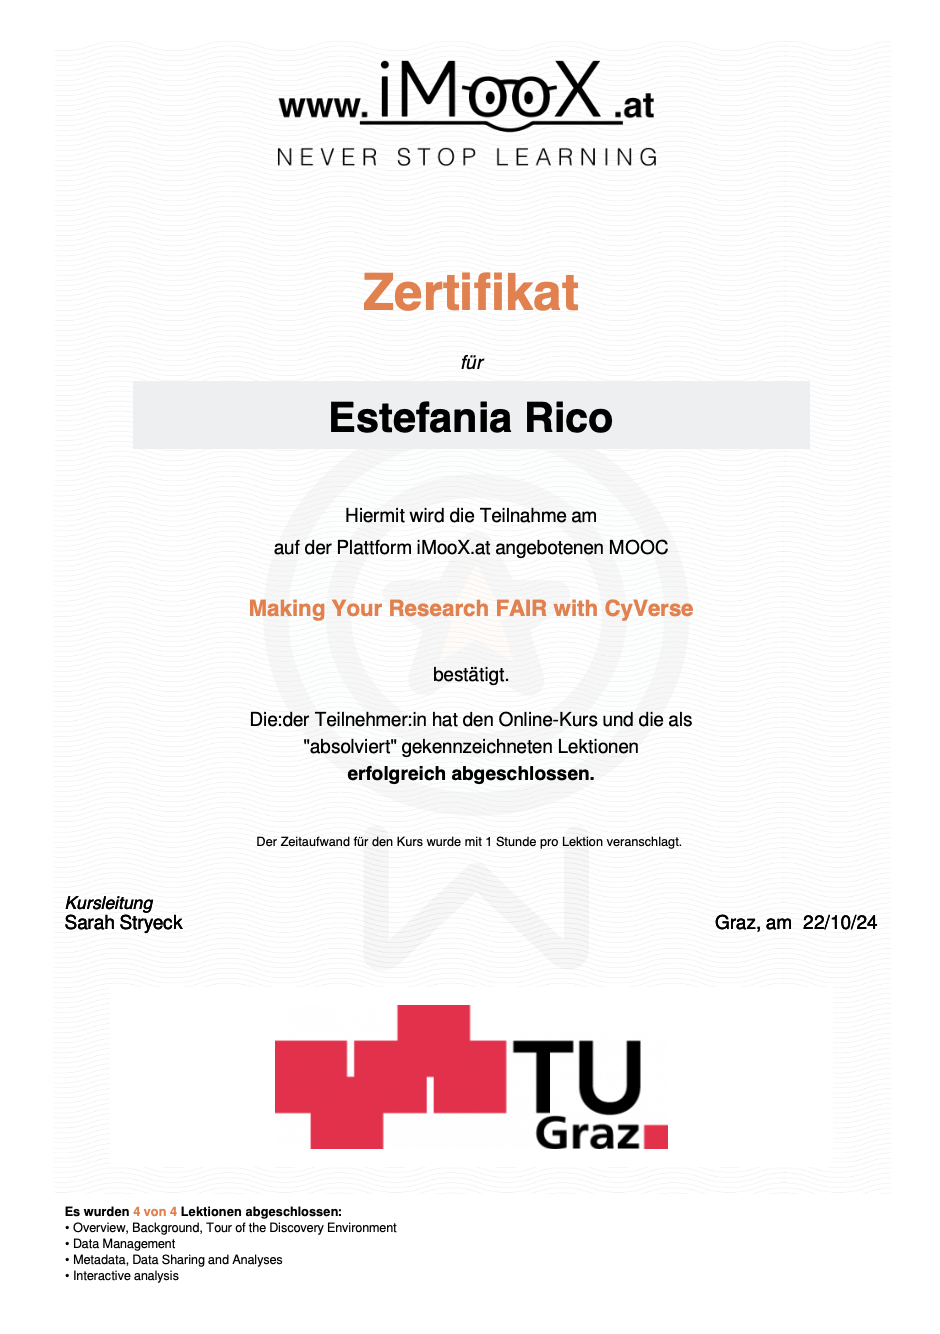 www.iMooX.at
NEVER STOP LEARNING
Zertifikat
für
Estefania Rico
Hiermit wird die Teilnahme am
auf der Plattform iMooX.at angebotenen MOOC
Making Your Research FAIR with CyVerse
bestätigt.
Die:der Teilnehmer:in hat den Online-Kurs und die als
"absolviert" gekennzeichneten Lektionen
erfolgreich abgeschlossen.
Der Zeitaufwand für den Kurs wurde mit 1 Stunde pro Lektion veranschlagt.
Kursleitung
Sarah Stryeck
Graz, am 22/10/24
TU
Graz
Es wurden 4 von 4 Lektionen abgeschlossen:
• Overview, Background, Tour of the Discovery Environment
• Data Management
• Metadata, Data Sharing and Analyses
• Interactive analysis